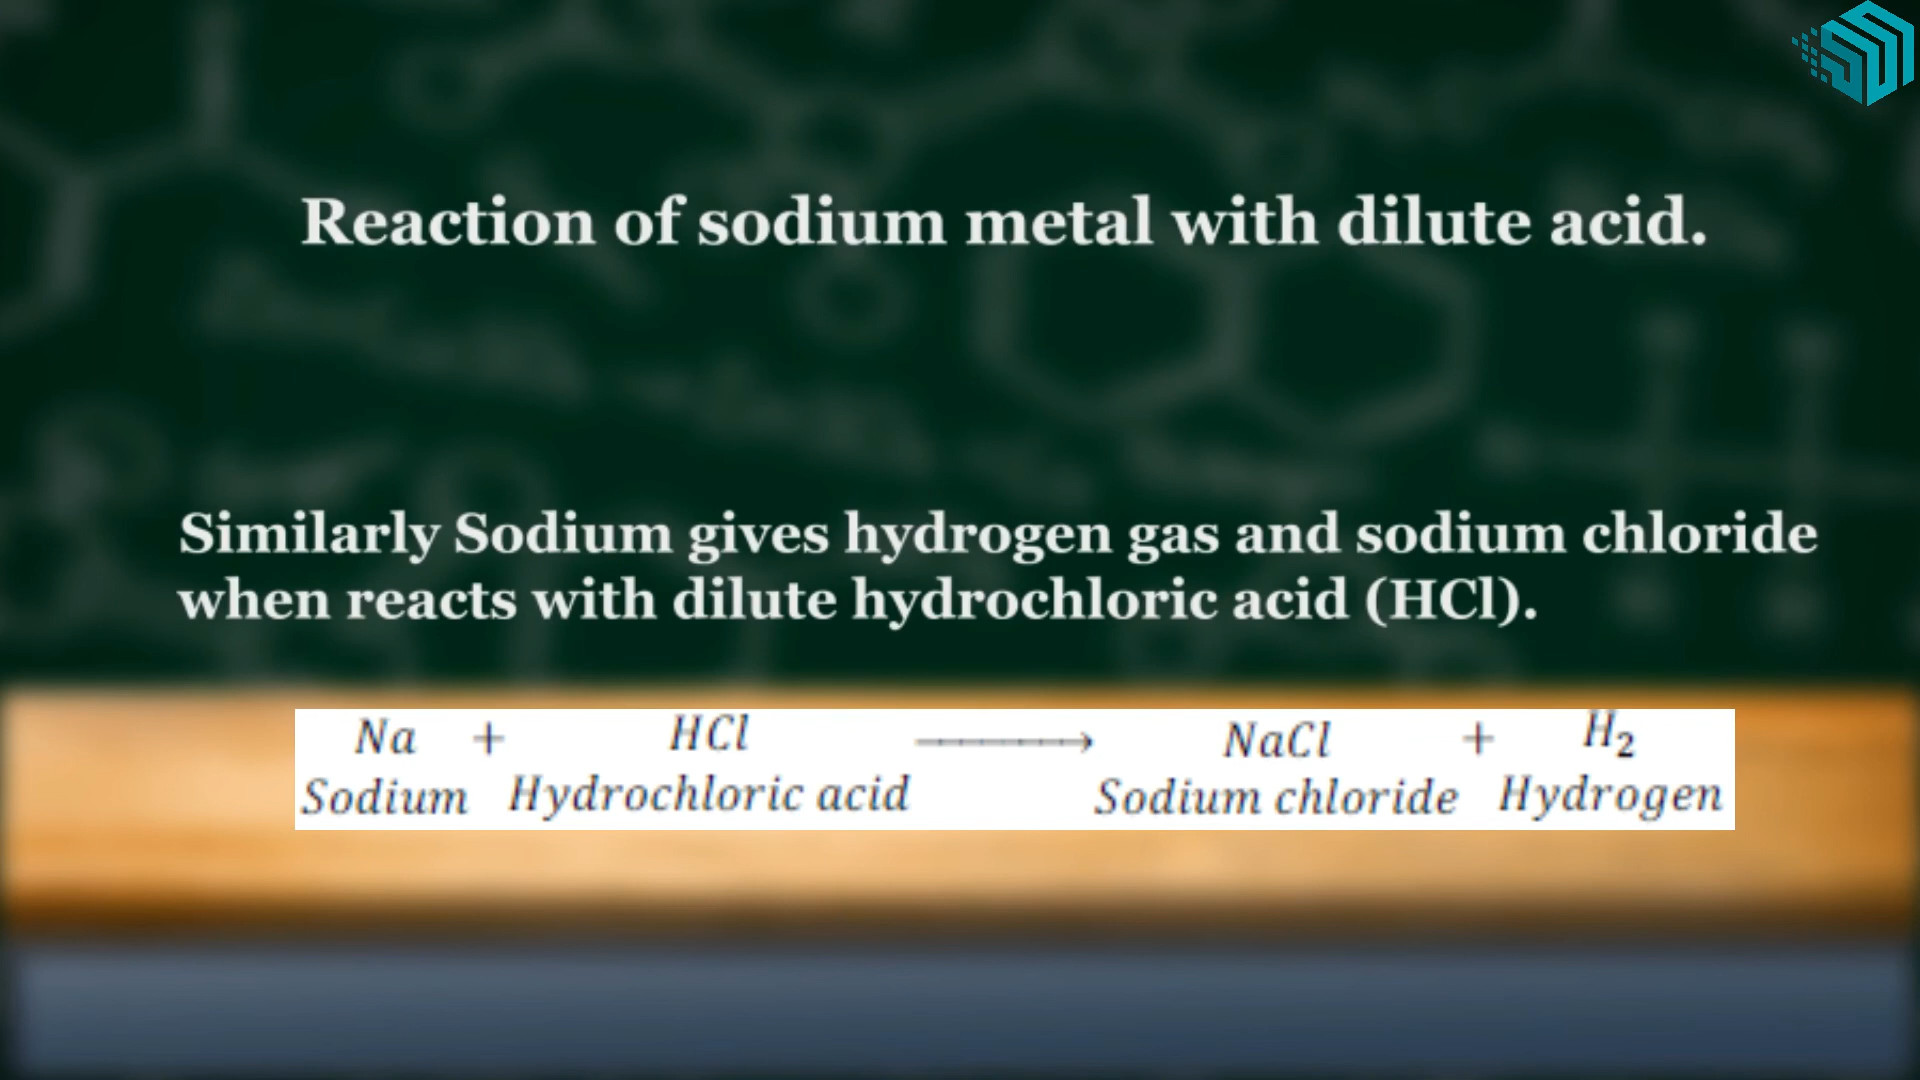 Reaction of sodium metal with dilute acid.
Similarly Sodium gives hydrogen gas and sodium chloride
when reacts with dilute hydrochloric acid (HCl).
Na + HCl ⟶ NaCl + H₂
Sodium Hydrochloric acid Sodium chloride Hydrogen